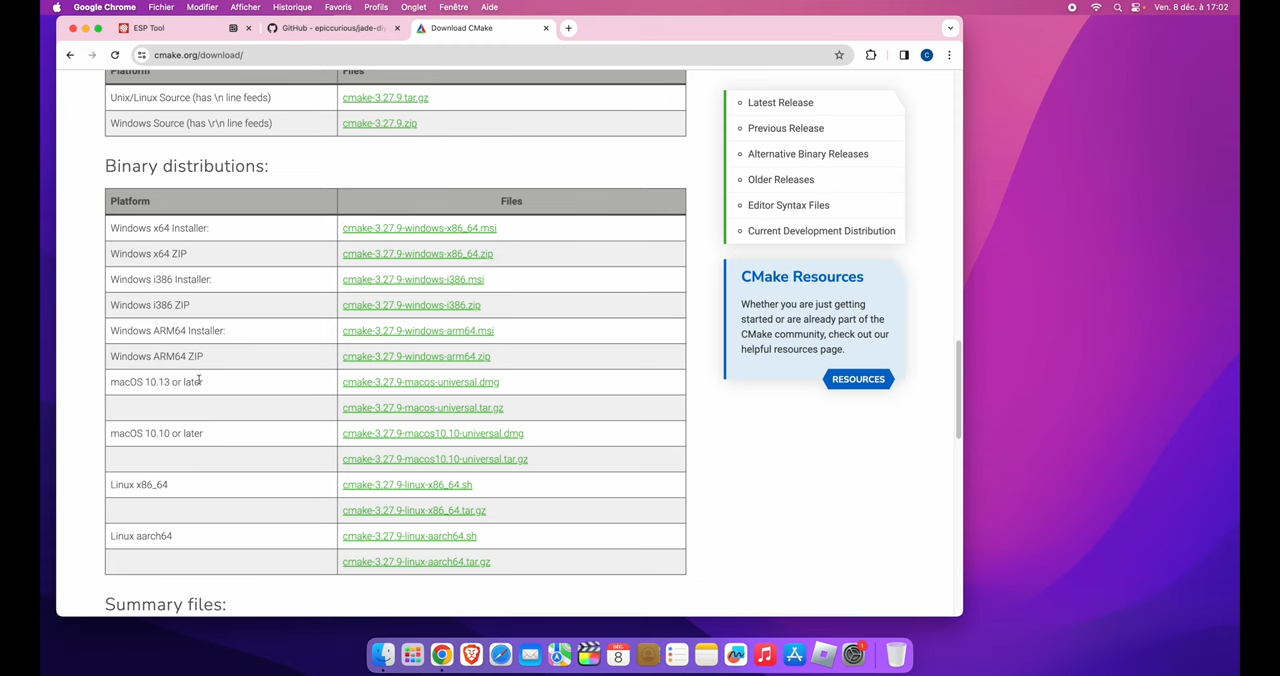 Google Chrome Fichier Modifier Afficher Historique Favoris Profils Onglet Fenêtre Aide Ven. 8 déc. à 17:02
ESP Tool GitHub - epiccurious/jade-diy Download CMake
cmake.org/download/ C
Platform Files
Unix/Linux Source (has \n line feeds) cmake-3.27.9.tar.gz
Windows Source (has \r\n line feeds) cmake-3.27.9.zip
Binary distributions:
Platform Files
Windows x64 Installer: cmake-3.27.9-windows-x86_64.msi
Windows x64 ZIP cmake-3.27.9-windows-x86_64.zip
Windows i386 Installer: cmake-3.27.9-windows-i386.msi
Windows i386 ZIP cmake-3.27.9-windows-i386.zip
Windows ARM64 Installer: cmake-3.27.9-windows-arm64.msi
Windows ARM64 ZIP cmake-3.27.9-windows-arm64.zip
macOS 10.13 or later cmake-3.27.9-macos-universal.dmg
cmake-3.27.9-macos-universal.tar.gz
macOS 10.10 or later cmake-3.27.9-macos10.10-universal.dmg
cmake-3.27.9-macos10.10-universal.tar.gz
Linux x86_64 cmake-3.27.9-linux-x86_64.sh
cmake-3.27.9-linux-x86_64.tar.gz
Linux aarch64 cmake-3.27.9-linux-aarch64.sh
cmake-3.27.9-linux-aarch64.tar.gz
Summary files:
Latest Release
Previous Release
Alternative Binary Releases
Older Releases
Editor Syntax Files
Current Development Distribution
CMake Resources
Whether you are just getting
started or are already part of the
CMake community, check out our
helpful resources page.
RESOURCES
DÉC.
8
1